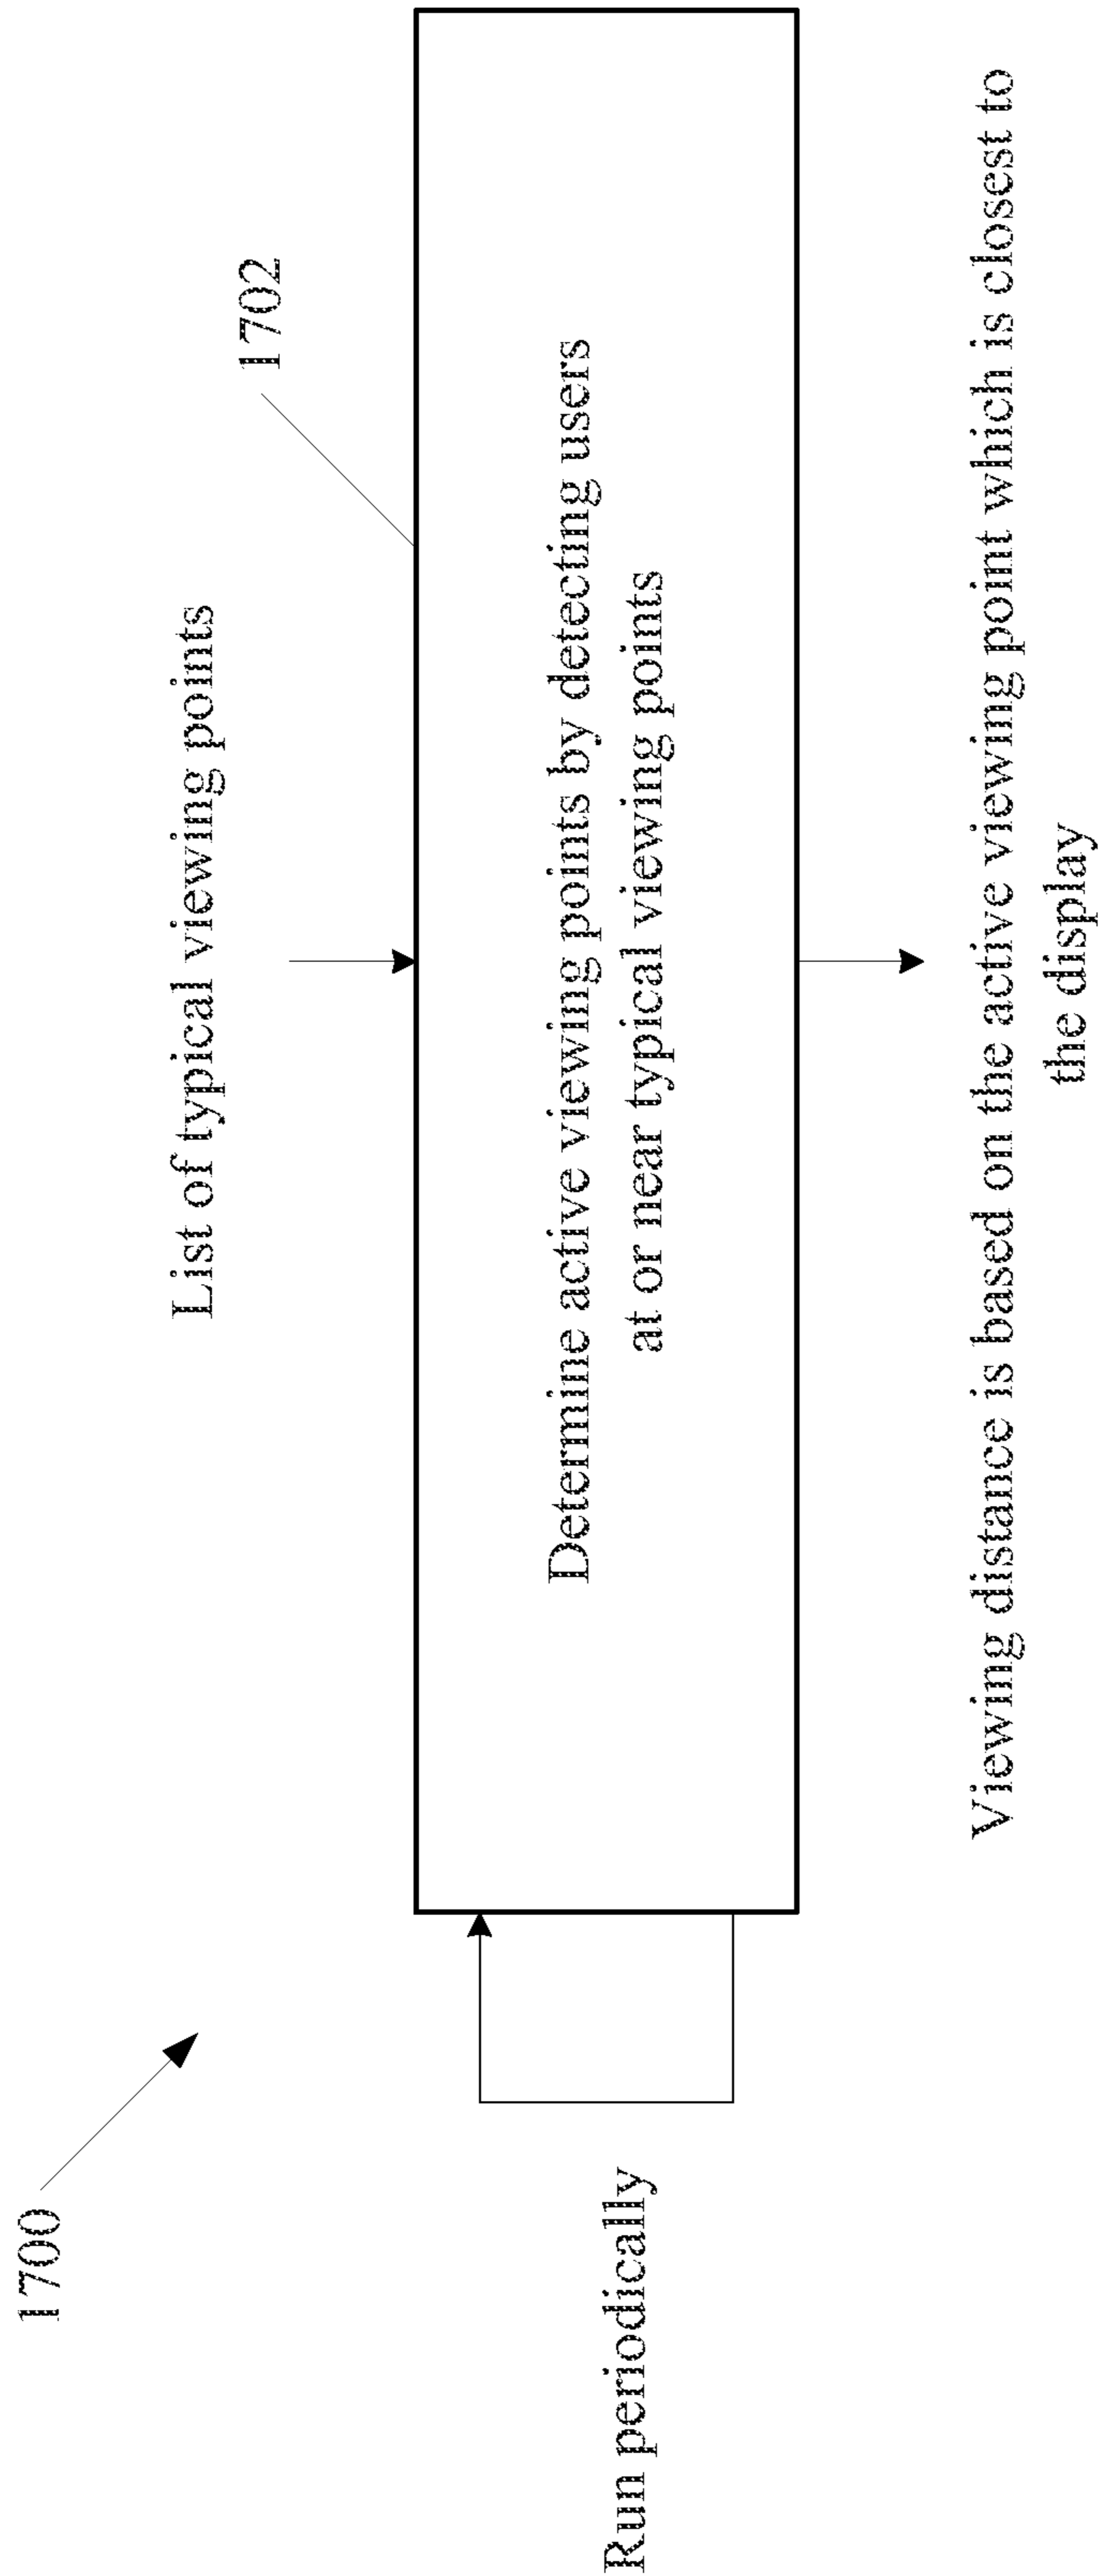 1700
List of typical viewing points
1702
Determine active viewing points by detecting users
at or near typical viewing points
Run periodically
Viewing distance is based on the active viewing point which is closest to
the display